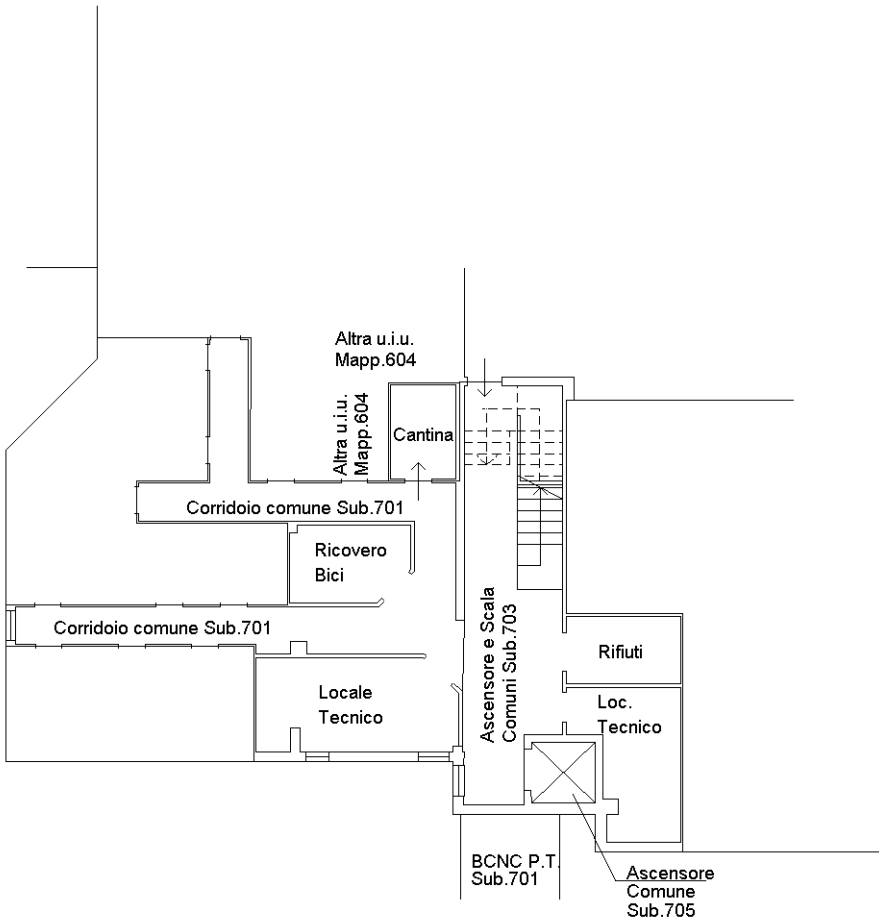 Altra u.i.u.
Mapp.604
Altra u.i.u.
Mapp.604
Cantina
Corridoio comune Sub.701
Ricovero
Bici
Corridoio comune Sub.701
Ascensore e Scala
Comuni Sub.703
Rifiuti
Locale
Tecnico
Loc.
Tecnico
BCNC P.T.
Sub.701
Ascensore
Comune
Sub.705